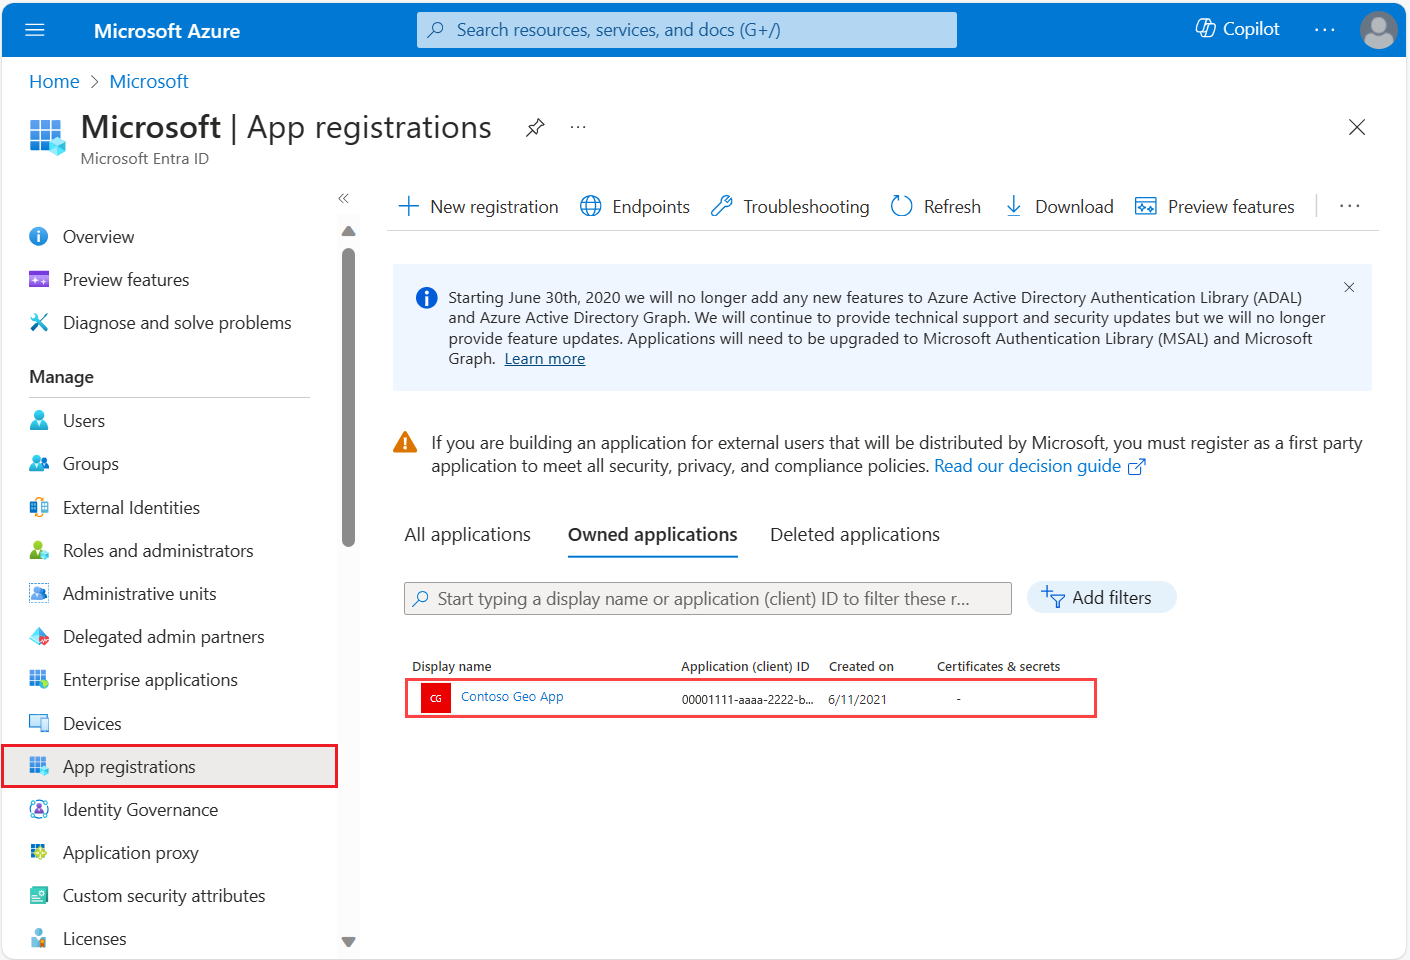 Microsoft Azure
Search resources, services, and docs (G+/)
Copilot
Home > Microsoft
Microsoft | App registrations
Microsoft Entra ID
Overview
Preview features
Diagnose and solve problems
Manage
Users
Groups
External Identities
Roles and administrators
Administrative units
Delegated admin partners
Enterprise applications
Devices
App registrations
Identity Governance
Application proxy
Custom security attributes
Licenses
New registration Endpoints Troubleshooting Refresh Download Preview features
Starting June 30th, 2020 we will no longer add any new features to Azure Active Directory Authentication Library (ADAL)
and Azure Active Directory Graph. We will continue to provide technical support and security updates but we will no longer
provide feature updates. Applications will need to be upgraded to Microsoft Authentication Library (MSAL) and Microsoft
Graph. Learn more
If you are building an application for external users that will be distributed by Microsoft, you must register as a first party
application to meet all security, privacy, and compliance policies. Read our decision guide
All applications Owned applications Deleted applications
Start typing a display name or application (client) ID to filter these r...
Add filters
Display name Application (client) ID Created on Certificates & secrets
CG Contoso Geo App 00001111-aaaa-2222-b... 6/11/2021 -